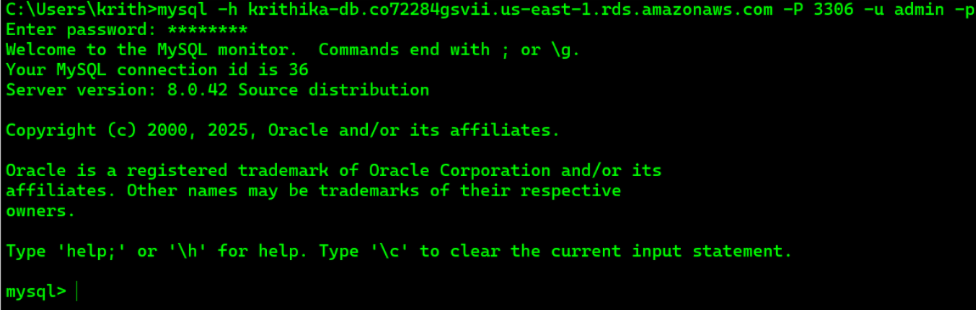 C:\Users\krith>mysql -h krithika-db.co72284gsvii.us-east-1.rds.amazonaws.com -P 3306 -u admin -p
Enter password: ********
Welcome to the MySQL monitor.  Commands end with ; or \g.
Your MySQL connection id is 36
Server version: 8.0.42 Source distribution
Copyright (c) 2000, 2025, Oracle and/or its affiliates.
Oracle is a registered trademark of Oracle Corporation and/or its
affiliates. Other names may be trademarks of their respective
owners.
Type 'help;' or '\h' for help. Type '\c' to clear the current input statement.
mysql>